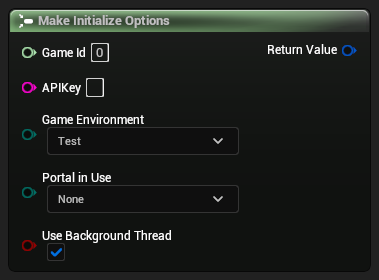 Make Initialize Options
Game Id 0
Return Value
APIKey
Game Environment
Test
Portal in Use
None
Use Background Thread